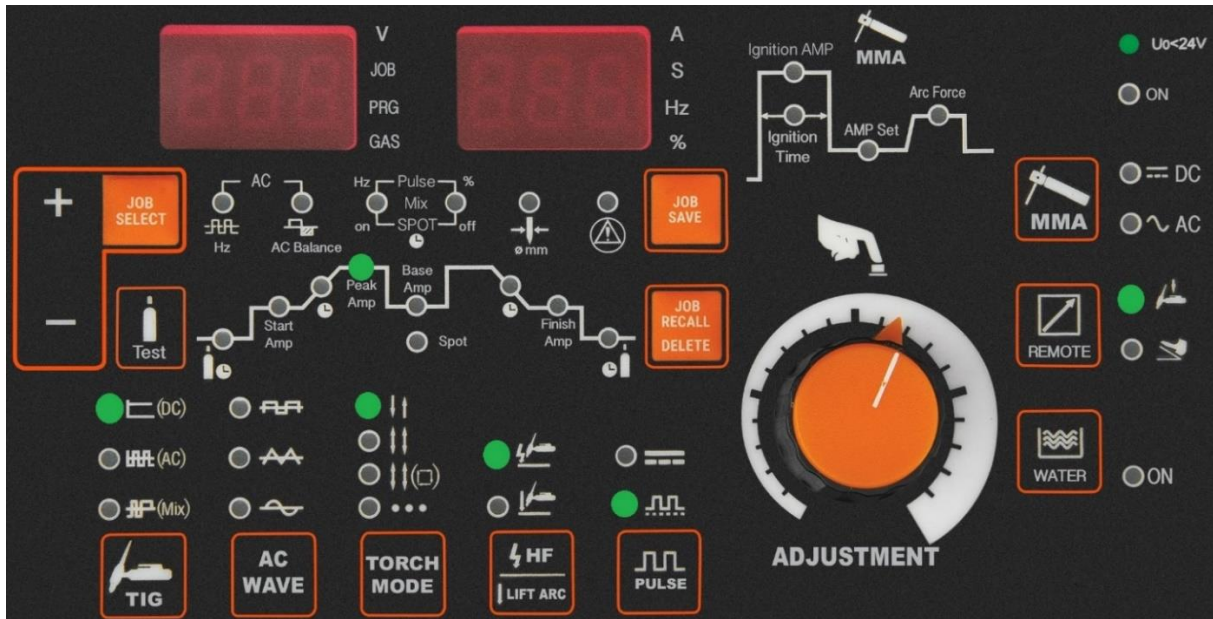 V
JOB
PRG
GAS
A
S
Hz
%
Ignition AMP
MMA
Ignition
Time
AMP Set
Arc Force
Uo<24V
ON
+
JOB
SELECT
−
AC
Hz
AC Balance
Hz Pulse %
Mix
on SPOT off
ø mm
JOB
SAVE
MMA
DC
AC
Test
Start
Amp
Peak
Amp
Base
Amp
Spot
Finish
Amp
JOB
RECALL
DELETE
REMOTE
(DC)
(AC)
(Mix)
WATER
ON
TIG
AC
WAVE
TORCH
MODE
HF
LIFT ARC
PULSE
ADJUSTMENT